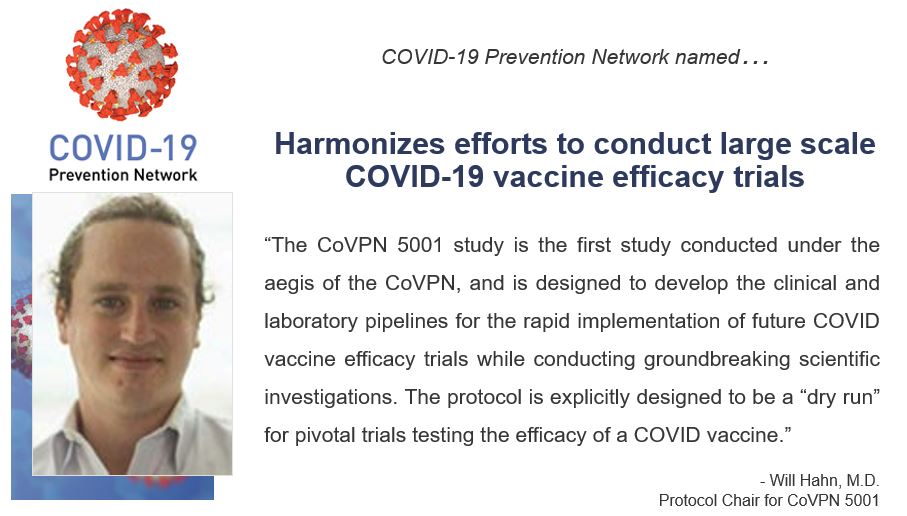 COVID-19
Prevention Network
COVID-19 Prevention Network named . . .
Harmonizes efforts to conduct large scale
COVID-19 vaccine efficacy trials
“The CoVPN 5001 study is the first study conducted under the
aegis of the CoVPN, and is designed to develop the clinical and
laboratory pipelines for the rapid implementation of future COVID
vaccine efficacy trials while conducting groundbreaking scientific
investigations. The protocol is explicitly designed to be a “dry run”
for pivotal trials testing the efficacy of a COVID vaccine.”
- Will Hahn, M.D.
Protocol Chair for CoVPN 5001